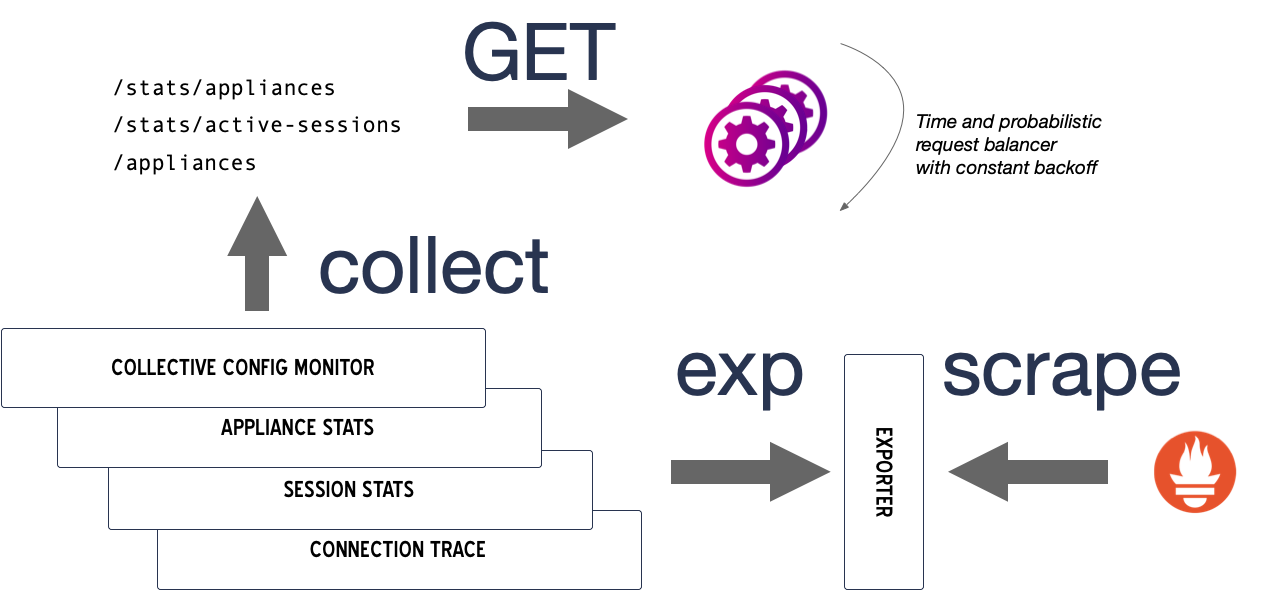 GET
/stats/appliances
/stats/active-sessions
/appliances
Time and probabilistic
request balancer
with constant backoff
collect
COLLECTIVE CONFIG MONITOR
APPLIANCE STATS
SESSION STATS
CONNECTION TRACE
exp
EXPORTER
scrape